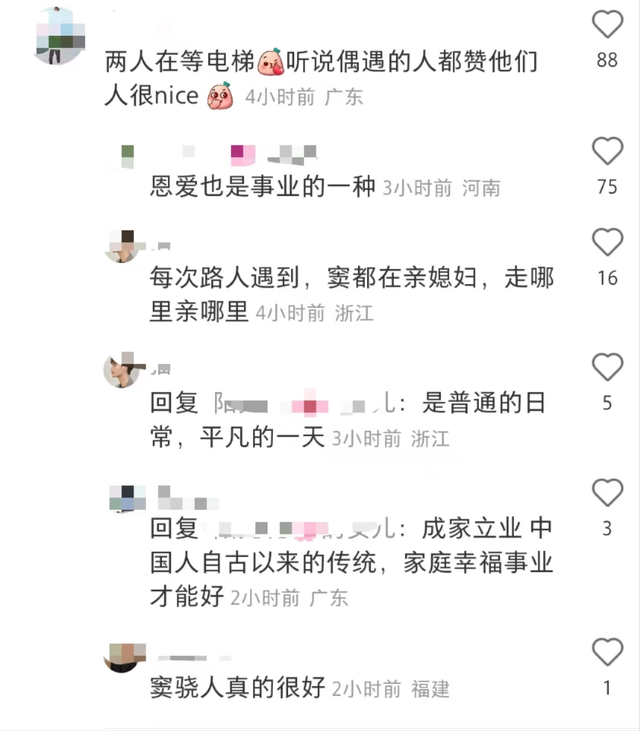 两人在等电梯听说偶遇的人都赞他们
88
人很nice 4小时前 广东
恩爱也是事业的一种 3小时前 河南
75
每次路人遇到，窦都在亲媳妇，走哪
16
里亲哪里 4小时前 浙江
回复 儿：是普通的日
5
常，平凡的一天 3小时前 浙江
回复 女儿：成家立业 中
3
国人自古以来的传统，家庭幸福事业
才能好 2小时前 广东
窦骁人真的很好 2小时前 福建
1